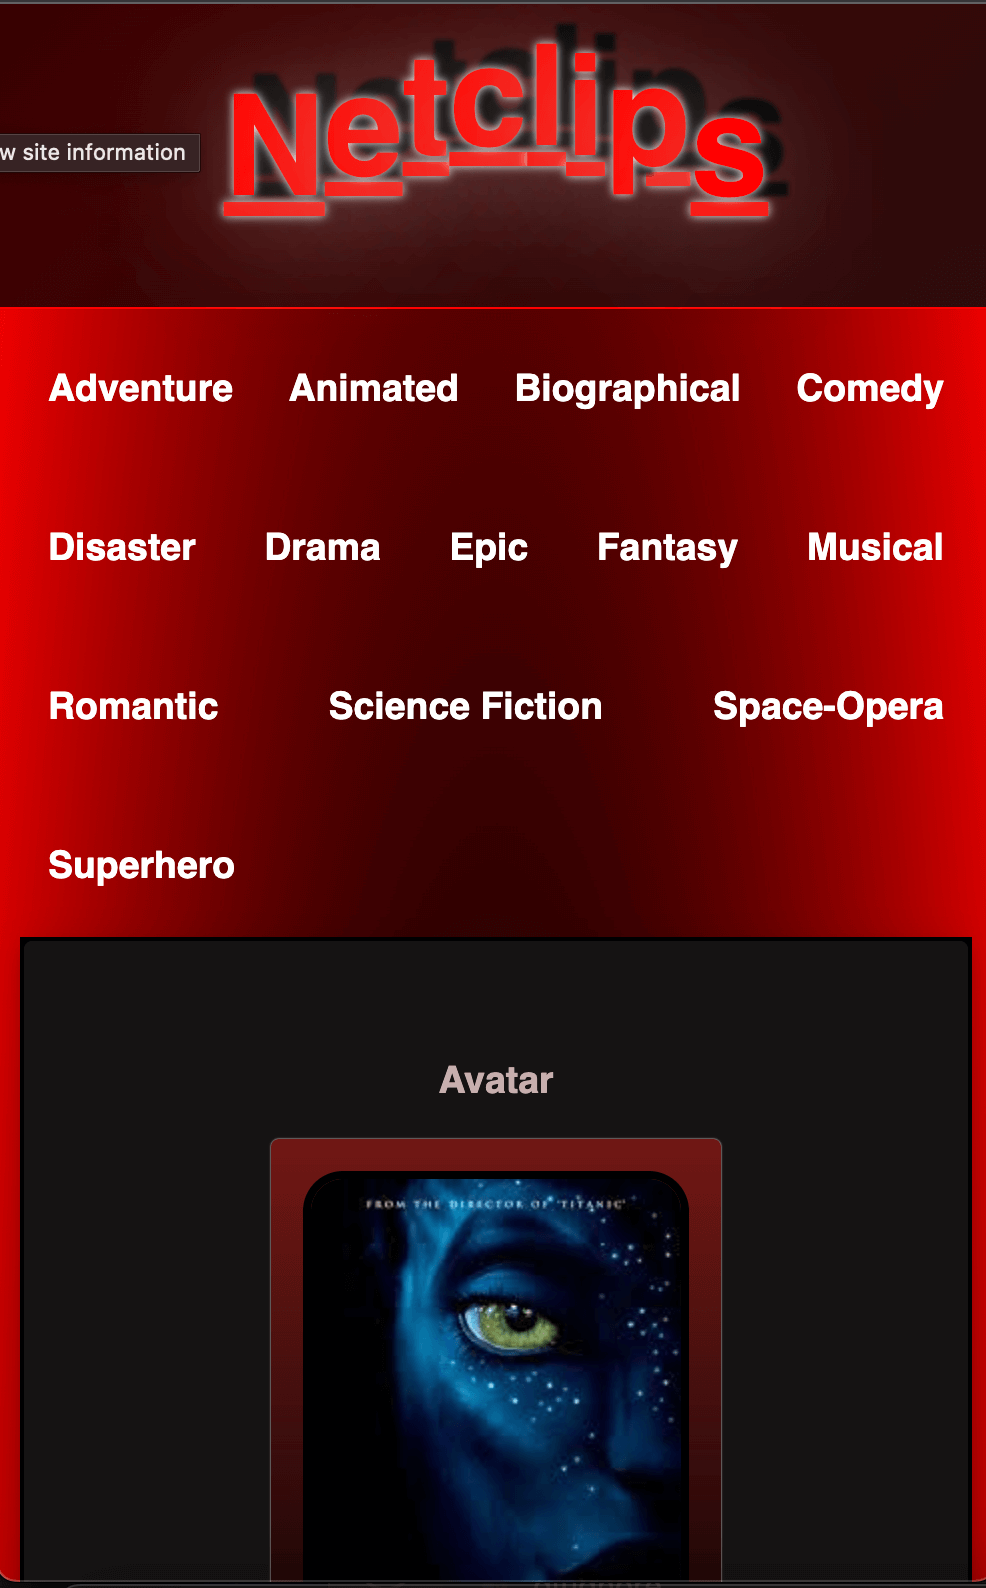 Netclips
w site information
Adventure Animated Biographical Comedy
Disaster Drama Epic Fantasy Musical
Romantic Science Fiction Space-Opera
Superhero
Avatar
FROM THE DIRECTOR OF 'TITANIC'